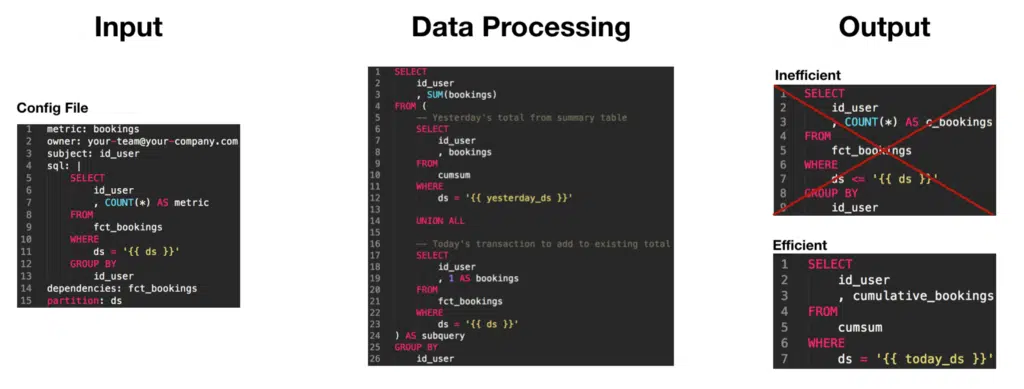 Input
Config File
1 metric: bookings
2 owner: your-team@your-company.com
3 subject: id_user
4 sql: |
5 SELECT
6 id_user
7 , COUNT(*) AS metric
8 FROM
9 fct_bookings
10 WHERE
11 ds = '{{ ds }}'
12 GROUP BY
13 id_user
14 dependencies: fct_bookings
15 partition: ds
Data Processing
1 SELECT
2 id_user
3 , SUM(bookings)
4 FROM (
5 -- Yesterday's total from summary table
6 SELECT
7 id_user
8 , bookings
9 FROM
10 cumsum
11 WHERE
12 ds = '{{ yesterday_ds }}'
13
14 UNION ALL
15
16 -- Today's transaction to add to existing total
17 SELECT
18 id_user
19 , 1 AS bookings
20 FROM
21 fct_bookings
22 WHERE
23 ds = '{{ ds }}'
24 ) AS subquery
25 GROUP BY
26 id_user
Output
Inefficient
1 SELECT
2 id_user
3 , COUNT(*) AS c_bookings
4 FROM
5 fct_bookings
6 WHERE
7 ds <= '{{ ds }}'
8 GROUP BY
9 id_user
Efficient
1 SELECT
2 id_user
3 , cumulative_bookings
4 FROM
5 cumsum
6 WHERE
7 ds = '{{ today_ds }}'